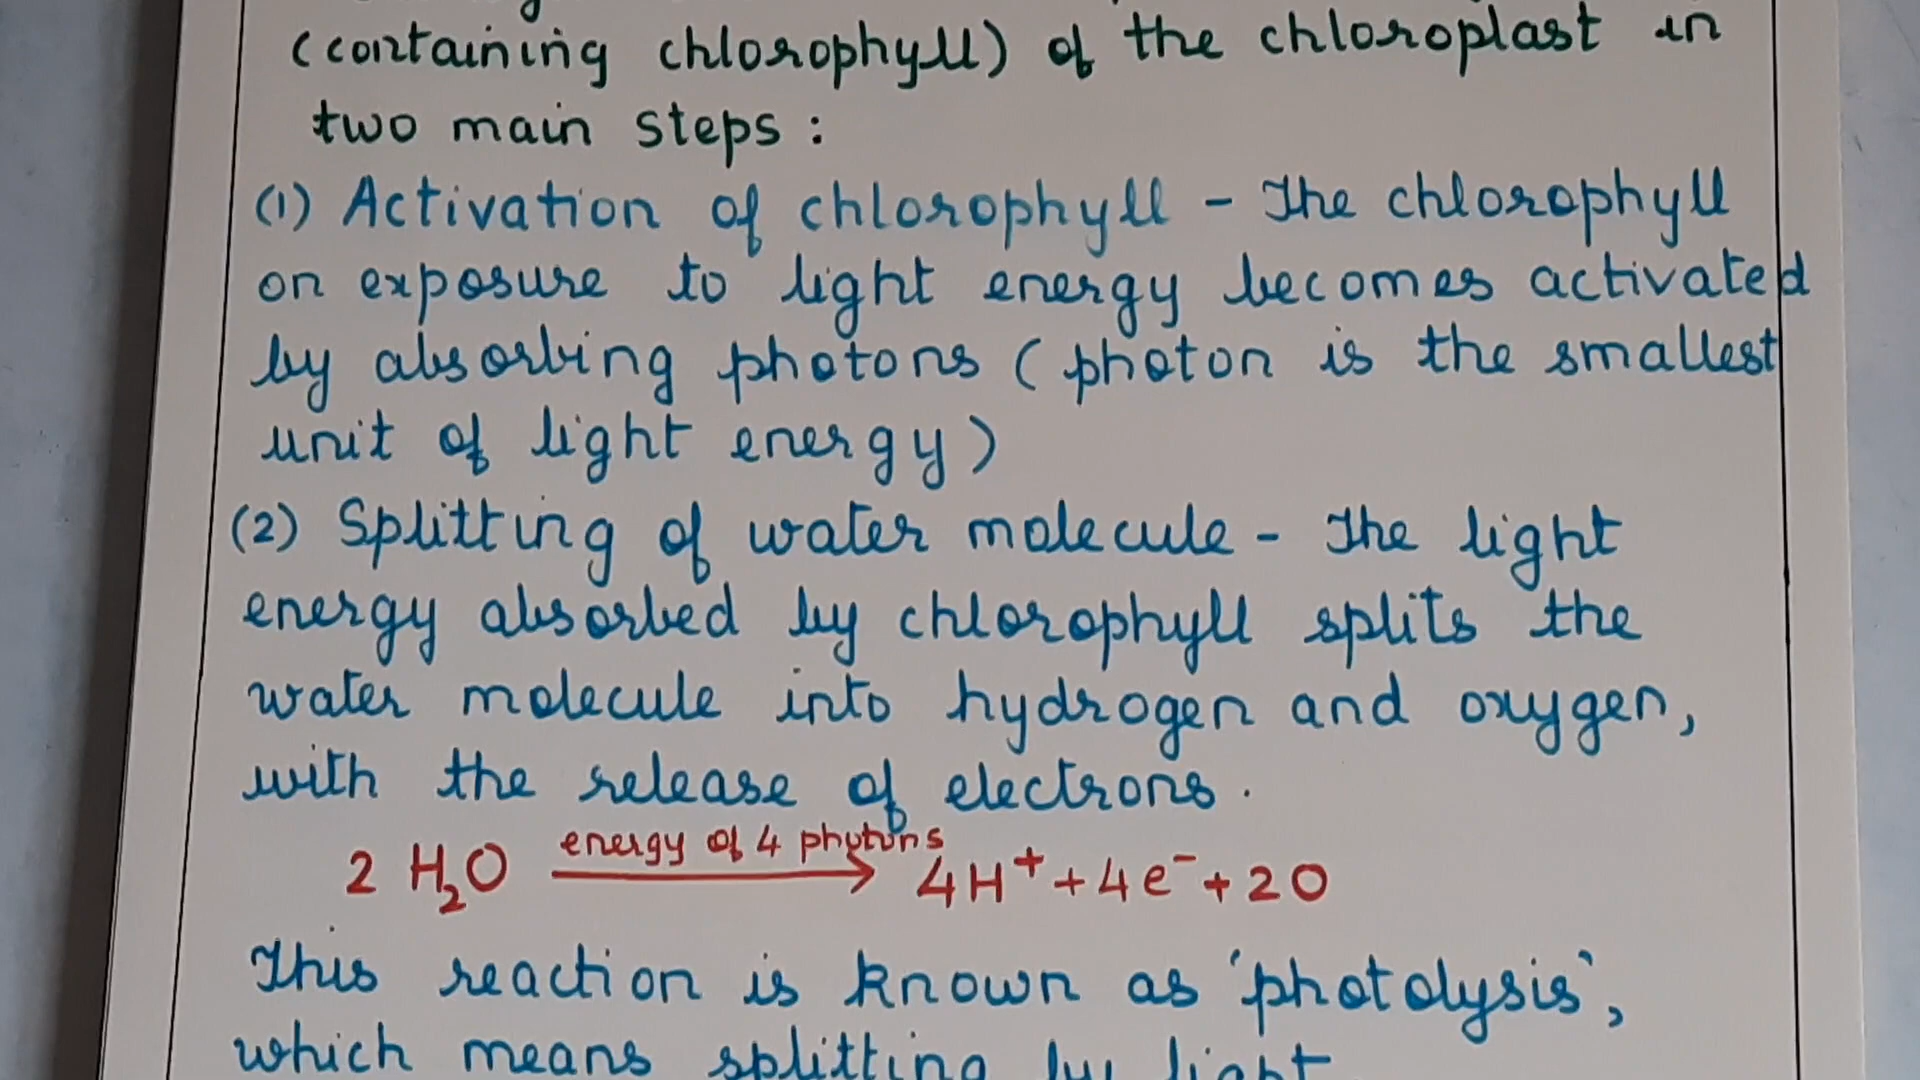 (containing chlorophyll) of the chloroplast in
two main steps :
(1) Activation of chlorophyll - The chlorophyll
on exposure to light energy becomes activated
by absorbing photons (photon is the smallest
unit of light energy)
(2) Splitting of water molecule - The light
energy absorbed by chlorophyll splits the
water molecule into hydrogen and oxygen,
with the release of electrons.
2 H₂O energy of 4 photons → 4H⁺ + 4e⁻ + 2O
This reaction is known as 'photolysis',
which means splitting by light